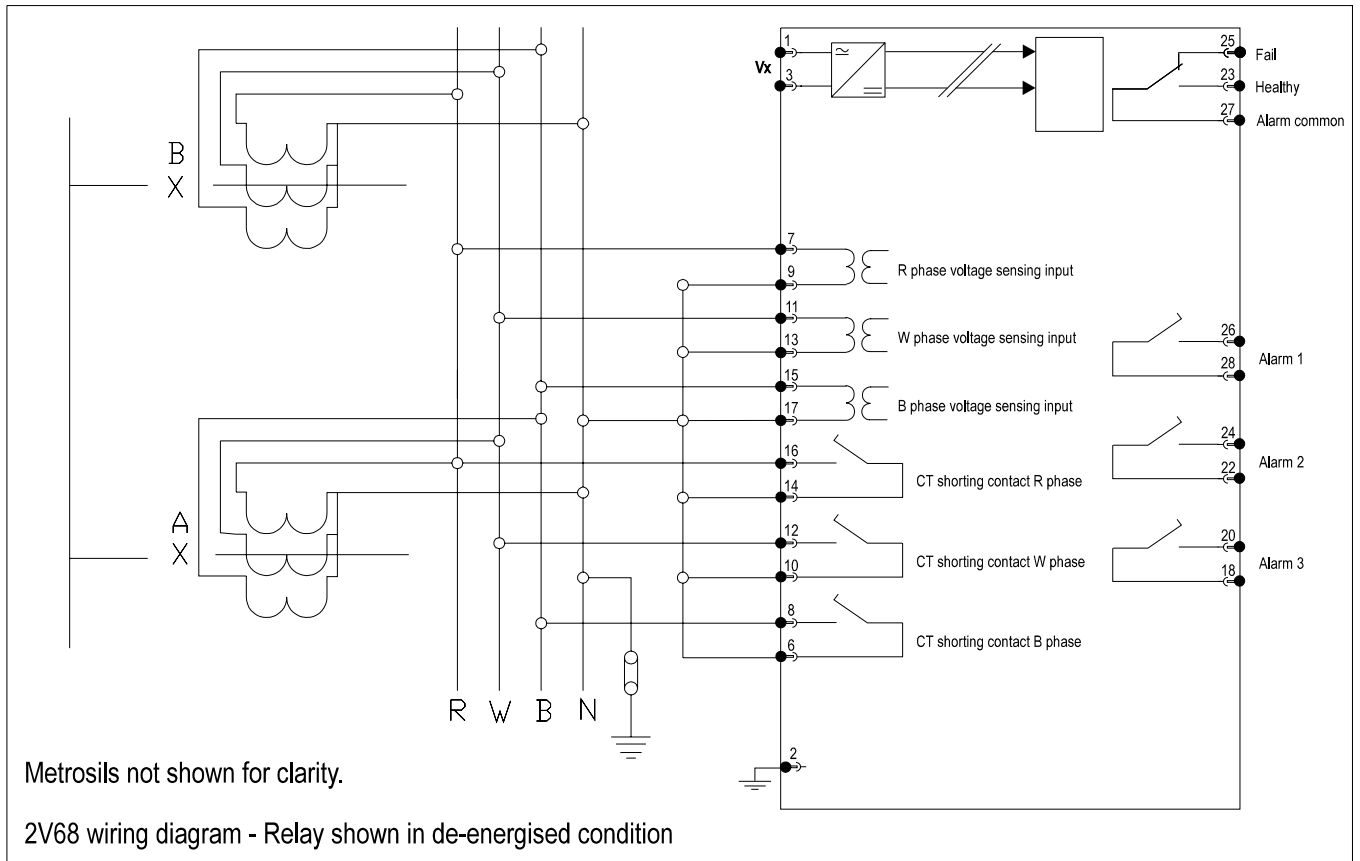 1
Vx
3
25
Fail
23
Healthy
27
Alarm common
B
X
7
9
R phase voltage sensing input
11
13
W phase voltage sensing input
15
17
B phase voltage sensing input
26
28
Alarm 1
16
14
CT shorting contact R phase
24
22
Alarm 2
A
X
12
10
CT shorting contact W phase
20
18
Alarm 3
8
6
CT shorting contact B phase
R W B N
2
Metrosils not shown for clarity.
2V68 wiring diagram - Relay shown in de-energised condition